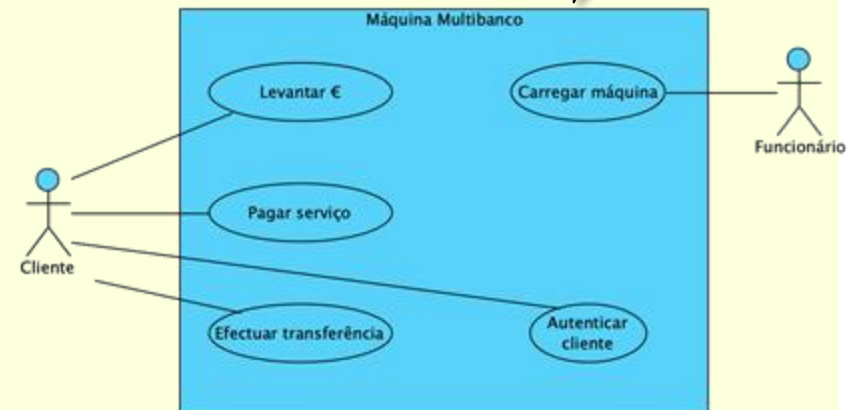 Máquina Multibanco
Levantar €
Carregar máquina
Funcionário
Pagar serviço
Cliente
Efectuar transferência
Autenticar
cliente